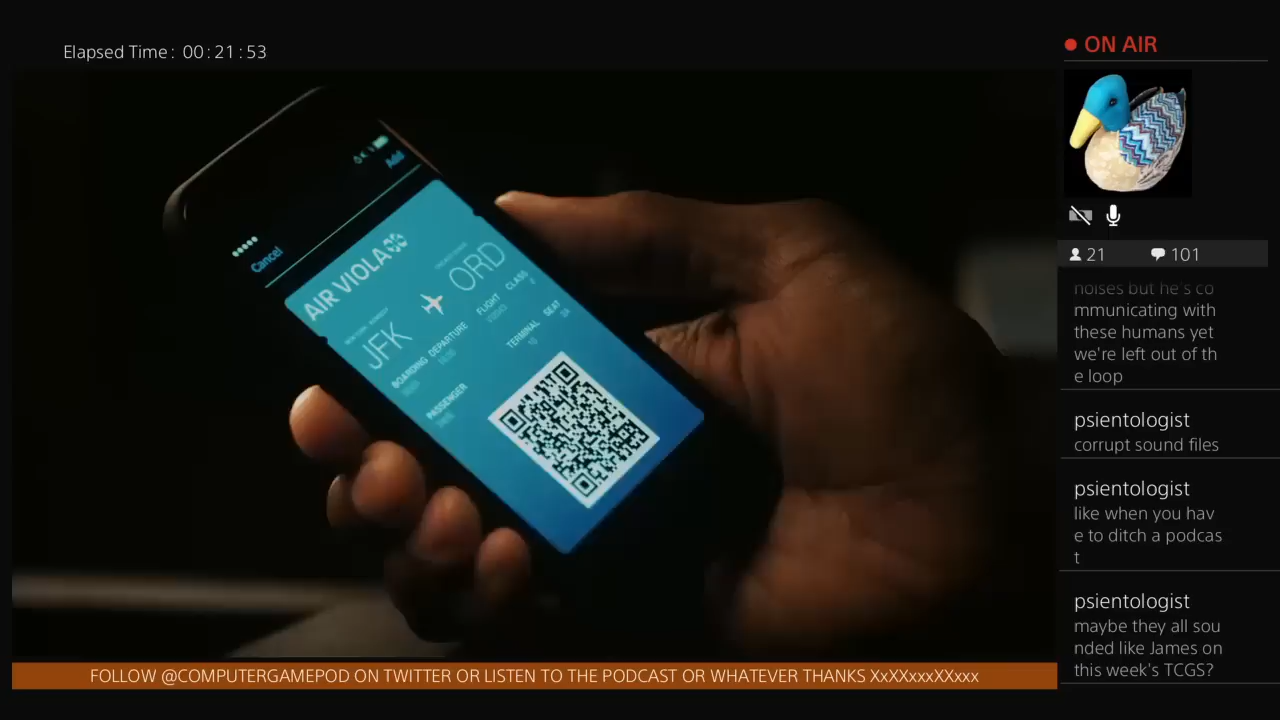 Elapsed Time: 00:21:53
ON AIR
21 101
noises but he's co
mmunicating with
these humans yet
we're left out of th
e loop
psientologist
corrupt sound files
psientologist
like when you hav
e to ditch a podcas
t
psientologist
maybe they all sou
nded like James on
this week's TCGS?
Add
Cancel
AIR VIOLA
JFK ORD
BOARDING DEPARTURE FLIGHT CLASS
PASSENGER TERMINAL SEAT
FOLLOW @COMPUTERGAMEPOD ON TWITTER OR LISTEN TO THE PODCAST OR WHATEVER THANKS XxXXxxxXXxxx